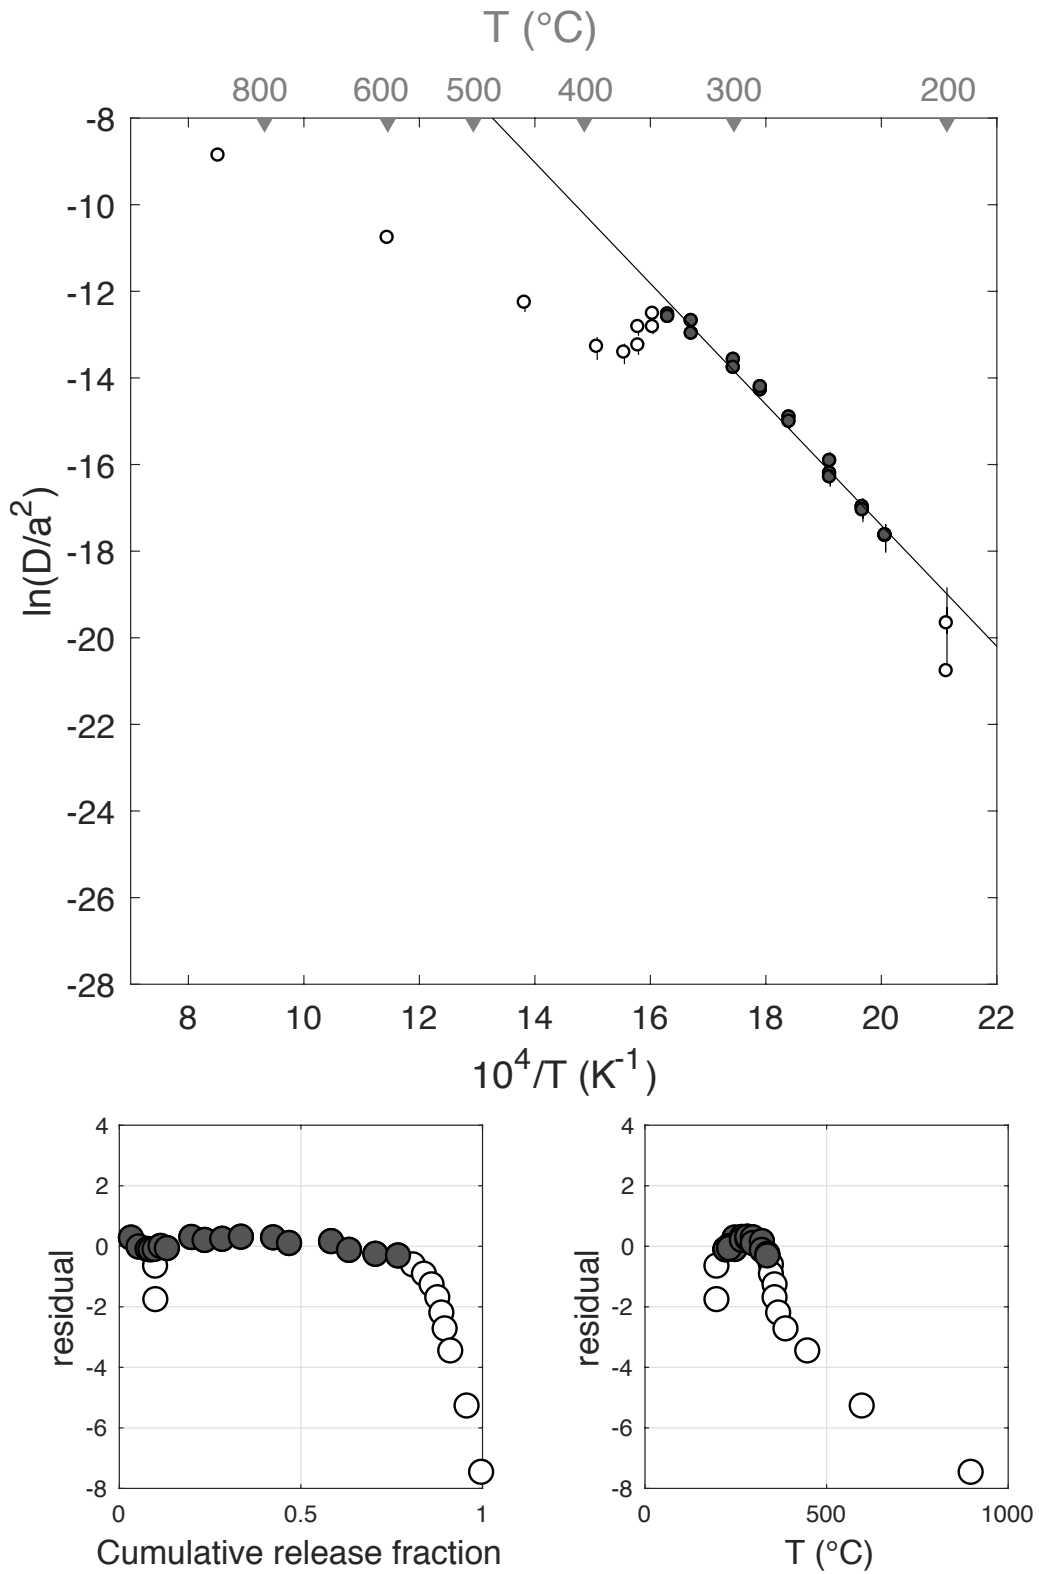 T (°C)
800 600 500 400 300 200
-8
-10
-12
-14
-16
-18
-20
-22
-24
-26
-28
ln(D/a²)
8 10 12 14 16 18 20 22
10⁴/T (K⁻¹)
4
2
0
-2
-4
-6
-8
residual
0 0.5 1
Cumulative release fraction
4
2
0
-2
-4
-6
-8
residual
0 500 1000
T (°C)